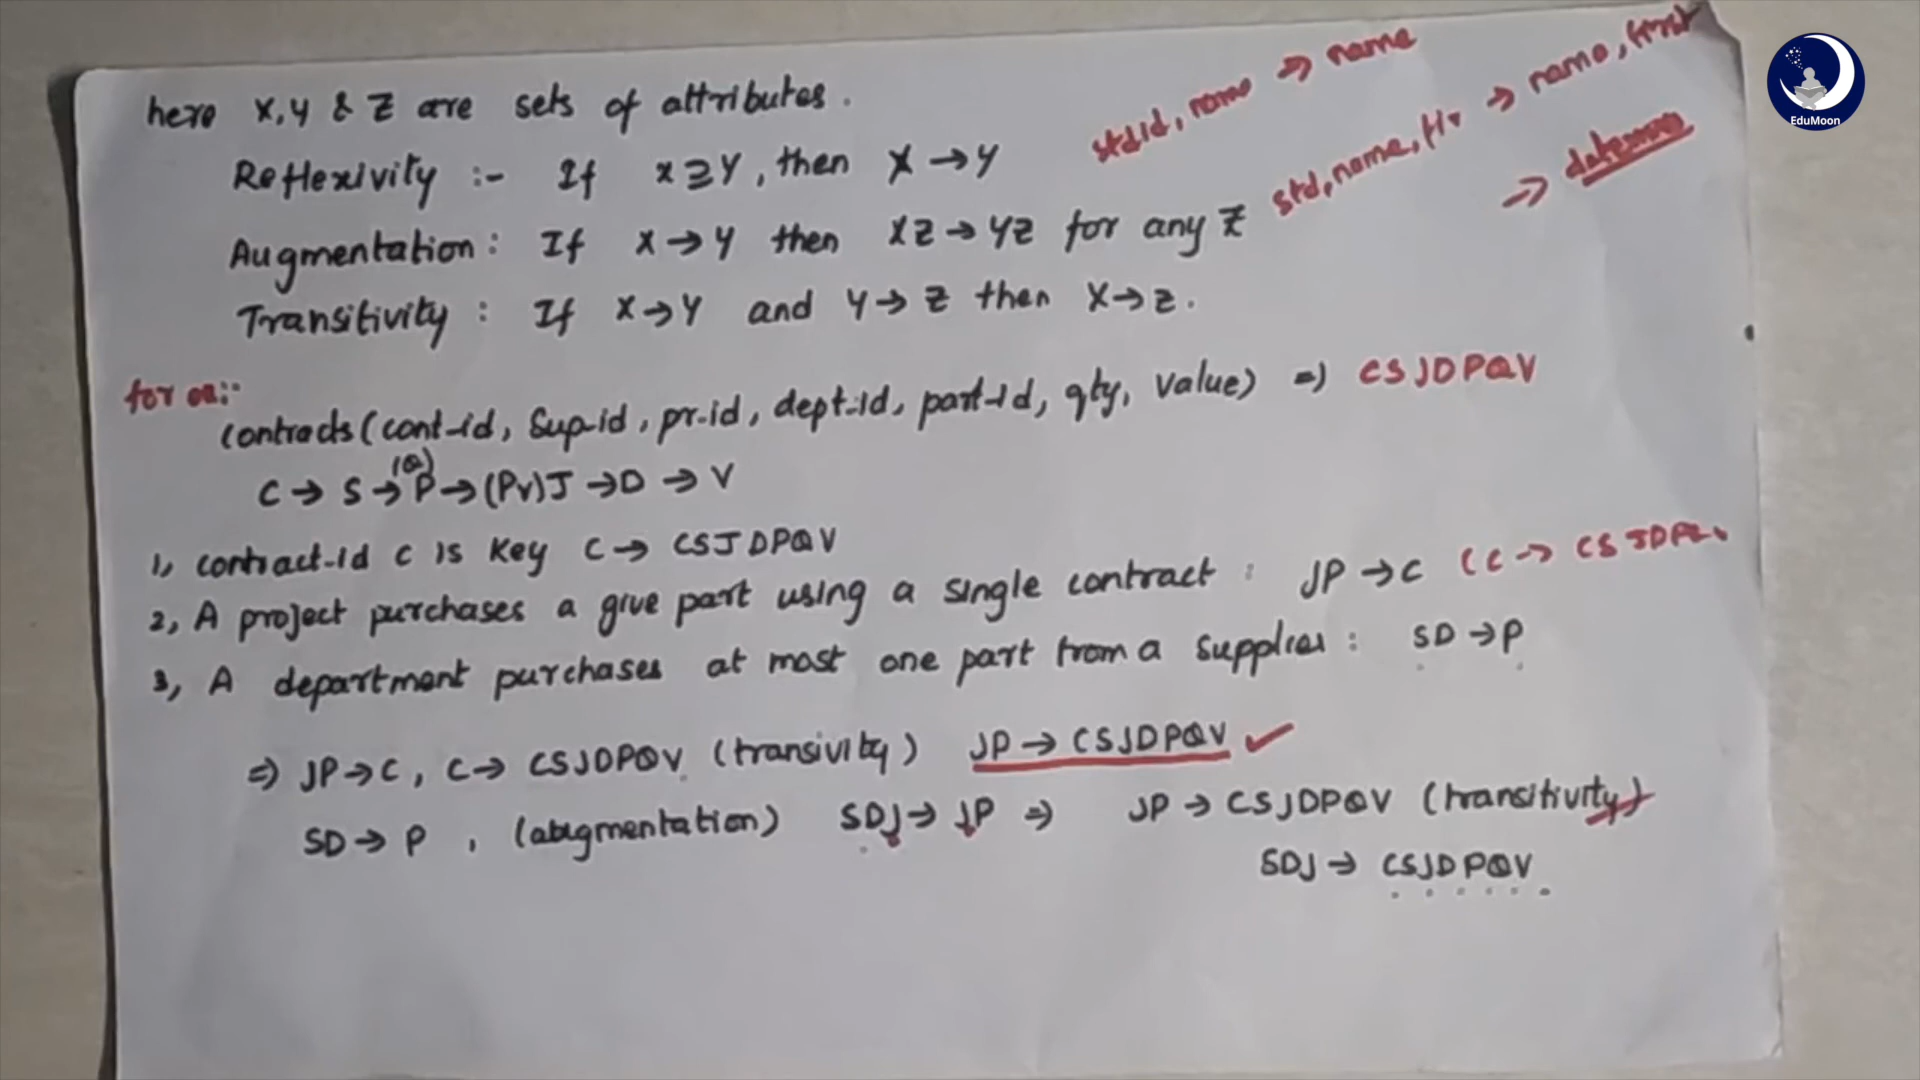 here X, Y & Z are sets of attributes.
Reflexivity :- If X ⊇ Y, then X → Y
stdid, name → name
Augmentation: If X → Y then XZ → YZ for any Z
std, name, Hr → name,
Transitivity : If X → Y and Y → Z then X → Z.
for ex::
contracts(cont-id, Sup-id, pr-id, dept-id, part-id, qty, value) ⇒ CSJDPQV
C → S → P(Q) → (Pr)J → D → V
1, contract-id C is Key C → CSJDPQV
2, A project purchases a give part using a single contract : JP → C (C → CSJDPQV
3, A department purchases at most one part from a supplier : SD → P
⇒ JP → C, C → CSJDPQV (transivity) JP → CSJDPQV ✓
SD → P , (augmentation) SDJ → JP ⇒ JP → CSJDPQV (transitivity)
SDJ → CSJDPQV
EduMoon